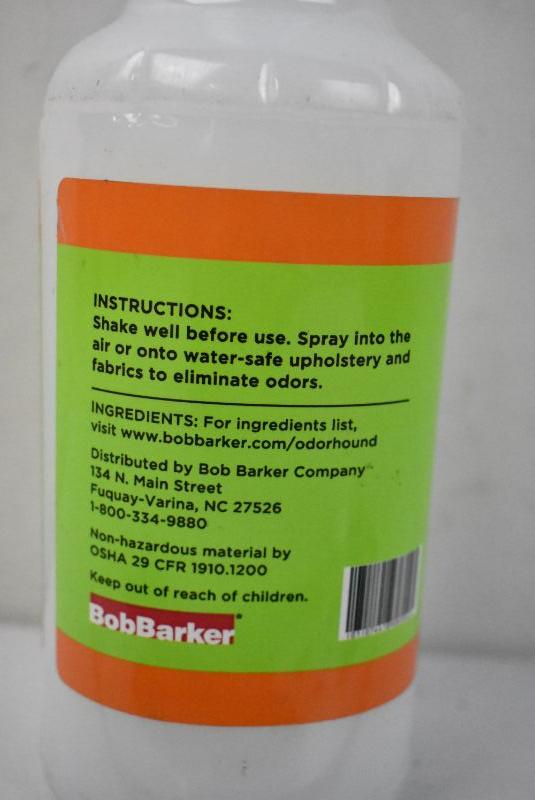 INSTRUCTIONS:
Shake well before use. Spray into the
air or onto water-safe upholstery and
fabrics to eliminate odors.
INGREDIENTS: For ingredients list,
visit www.bobbarker.com/odorhound
Distributed by Bob Barker Company
134 N. Main Street
Fuquay-Varina, NC 27526
1-800-334-9880
Non-hazardous material by
OSHA 29 CFR 1910.1200
Keep out of reach of children.
BobBarker®